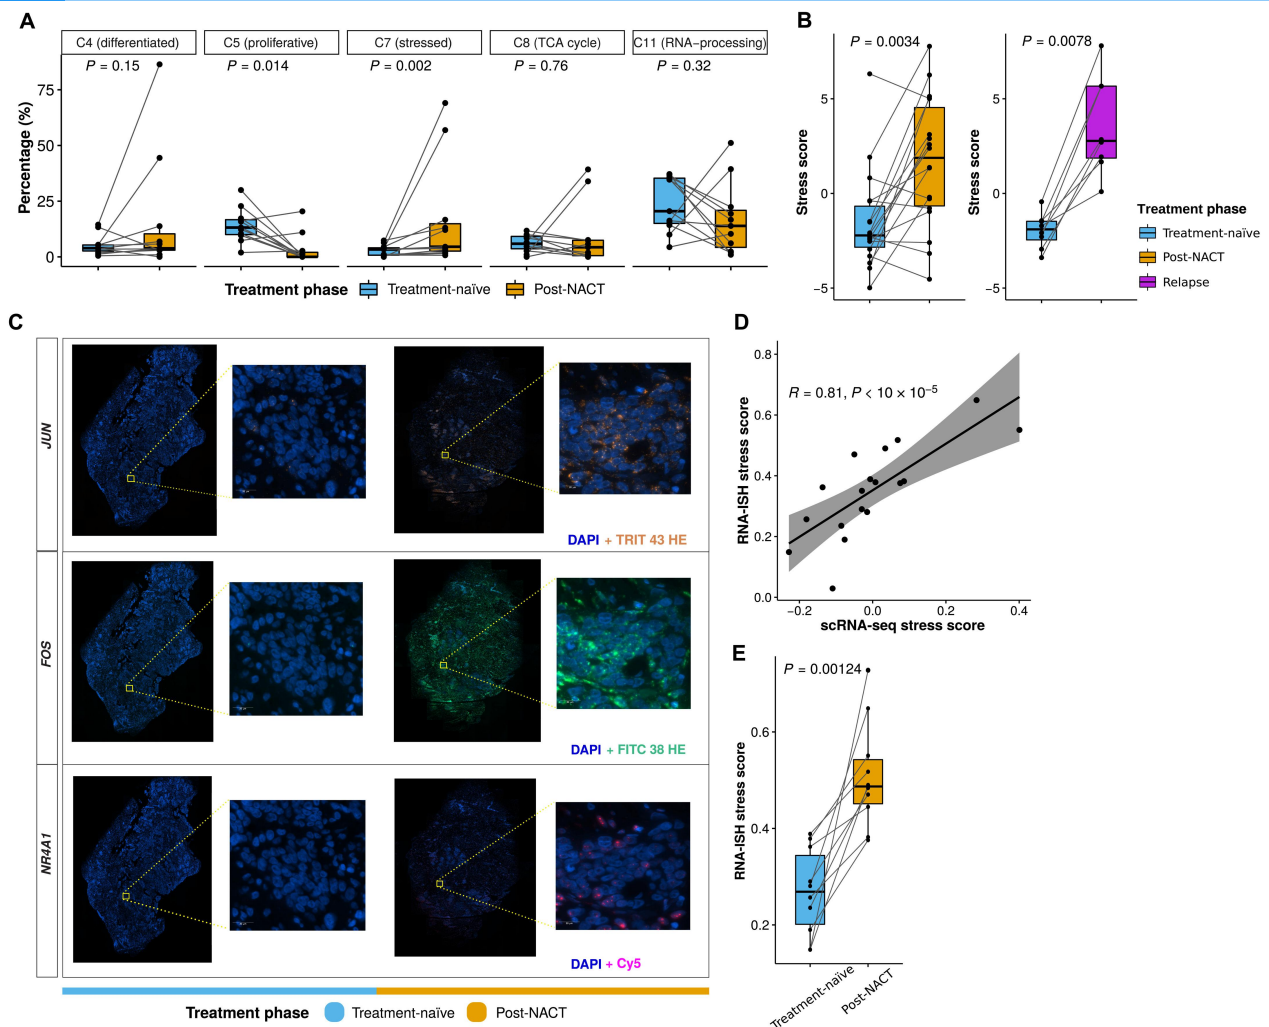 A
C4 (differentiated)
C5 (proliferative)
C7 (stressed)
C8 (TCA cycle)
C11 (RNA−processing)
P = 0.15
P = 0.014
P = 0.002
P = 0.76
P = 0.32
Percentage (%)
75
50
25
0
Treatment phase
Treatment-naïve
Post-NACT
B
P = 0.0034
P = 0.0078
Stress score
5
0
−5
Stress score
5
0
−5
Treatment phase
Treatment-naïve
Post-NACT
Relapse
C
JUN
DAPI + TRIT 43 HE
FOS
DAPI + FITC 38 HE
NR4A1
DAPI + Cy5
Treatment phase
Treatment-naïve
Post-NACT
D
R = 0.81, P < 10 × 10−5
RNA-ISH stress score
0.8
0.6
0.4
0.2
0.0
−0.2
0.0
0.2
0.4
scRNA-seq stress score
E
P = 0.00124
RNA-ISH stress score
0.6
0.4
0.2
Treatment-naïve
Post-NACT